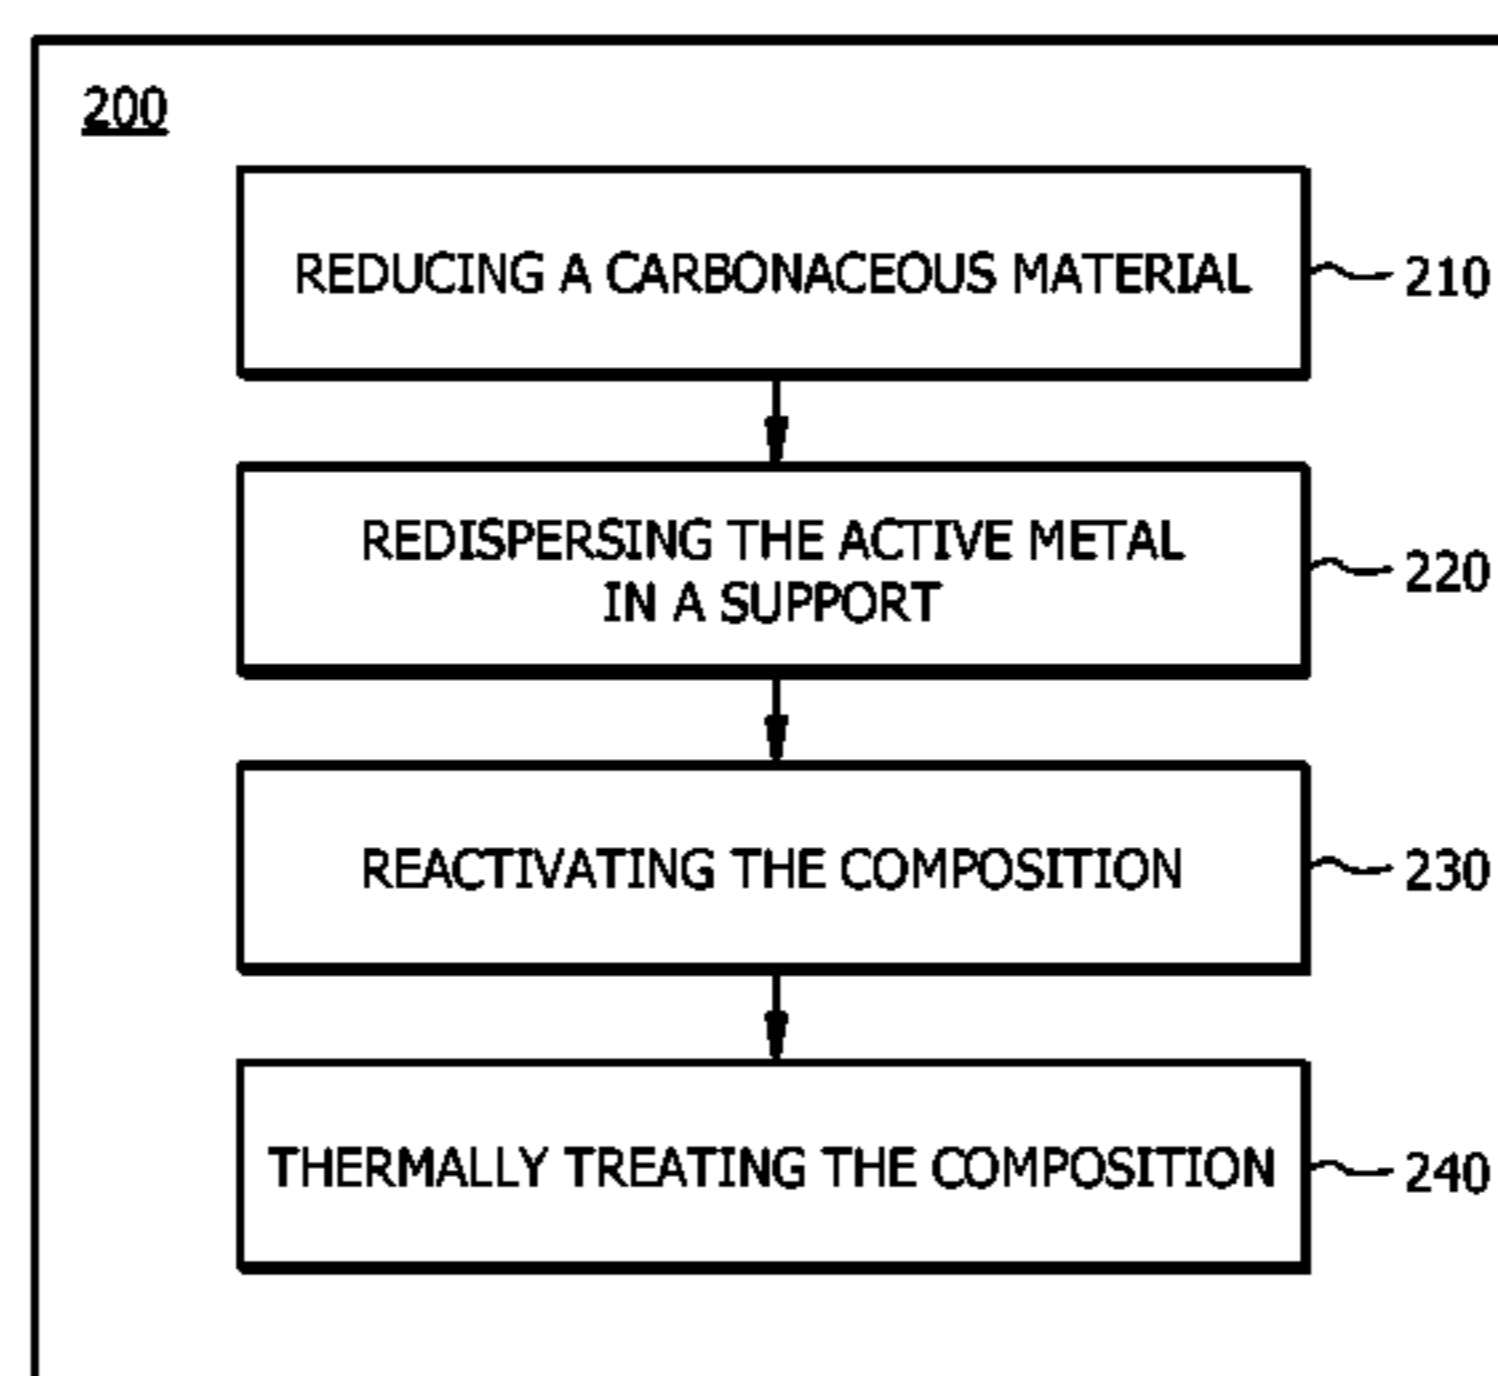 200
REDUCING A CARBONACEOUS MATERIAL
210
REDISPERSING THE ACTIVE METAL
IN A SUPPORT
220
REACTIVATING THE COMPOSITION
230
THERMALLY TREATING THE COMPOSITION
240